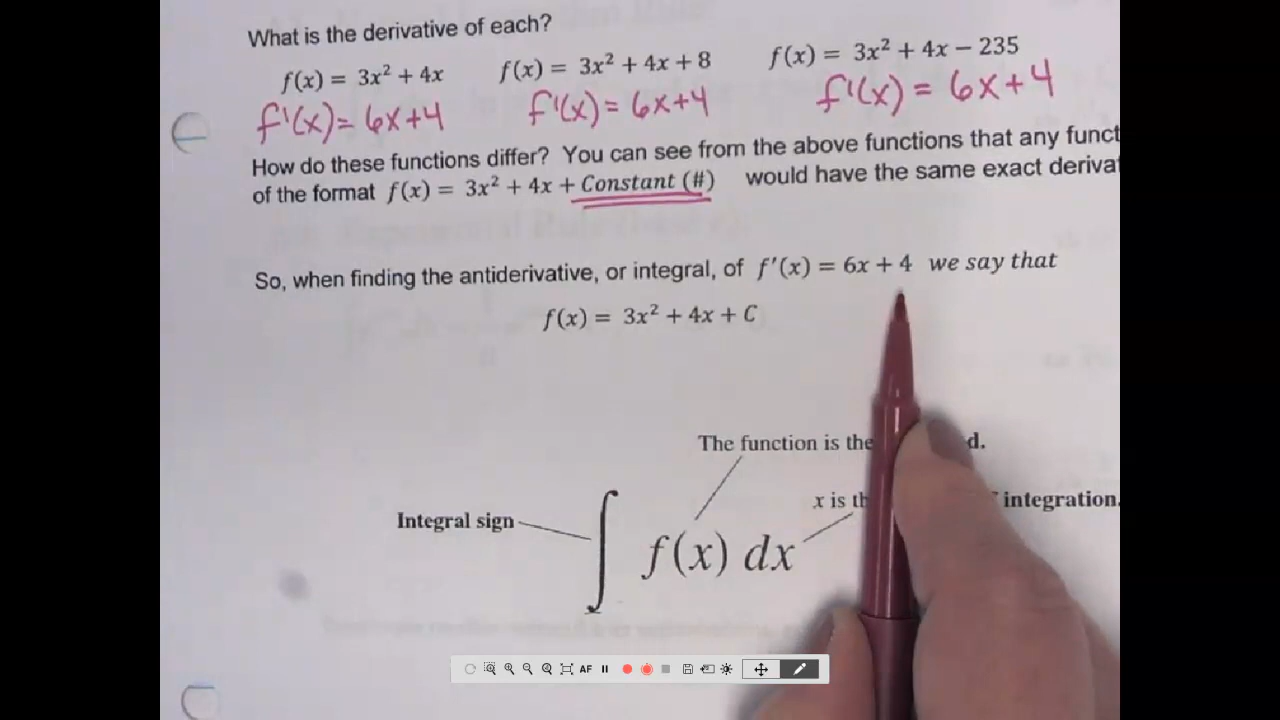 What is the derivative of each?
f(x) = 3x² + 4x f(x) = 3x² + 4x + 8 f(x) = 3x² + 4x − 235
f'(x) = 6x+4 f'(x) = 6x+4 f'(x) = 6x+4
How do these functions differ? You can see from the above functions that any
of the format f(x) = 3x² + 4x + Constant (#) would have the same exact
So, when finding the antiderivative, or integral, of f'(x) = 6x + 4 we say that
f(x) = 3x² + 4x + C
The function is the
x is integration.
Integral sign
∫ f(x) dx
AF